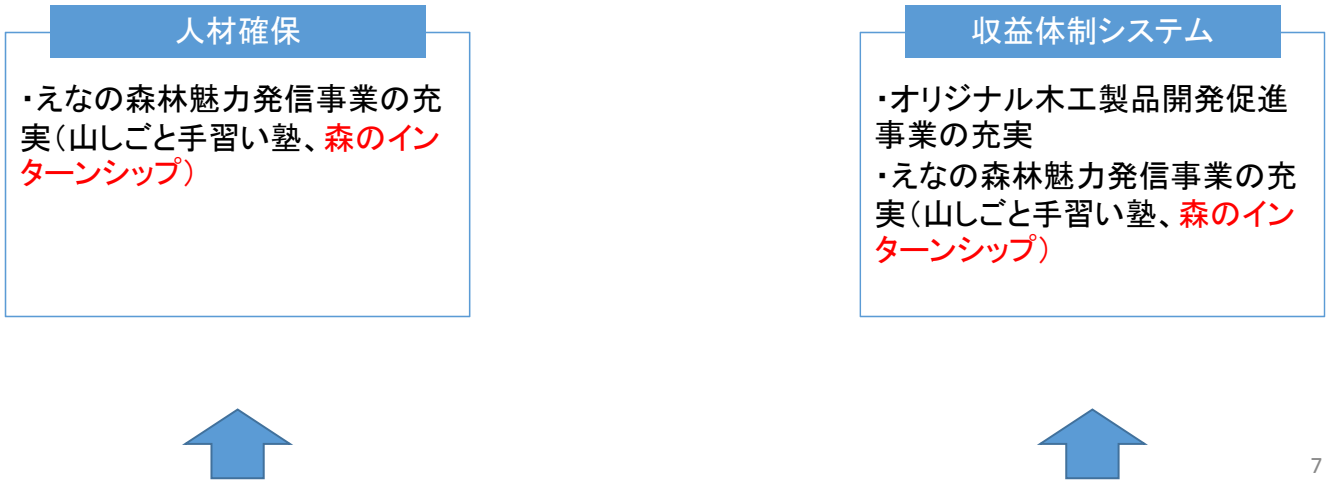 人材確保
・えなの森林魅力発信事業の充
実(山しごと手習い塾、森のイン
ターンシップ)
収益体制システム
・オリジナル木工製品開発促進
事業の充実
・えなの森林魅力発信事業の充
実(山しごと手習い塾、森のイン
ターンシップ)
7